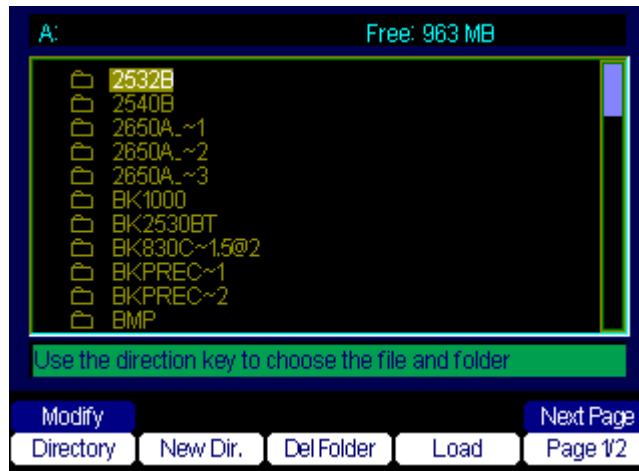 A: Free: 963 MB
2532B
2540B
2650A_~1
2650A_~2
2650A_~3
BK1000
BK2530BT
BK830C~1.5@2
BKPREC~1
BKPREC~2
BMP
Use the direction key to choose the file and folder
Modify Next Page
Directory New Dir. Del Folder Load Page 1/2